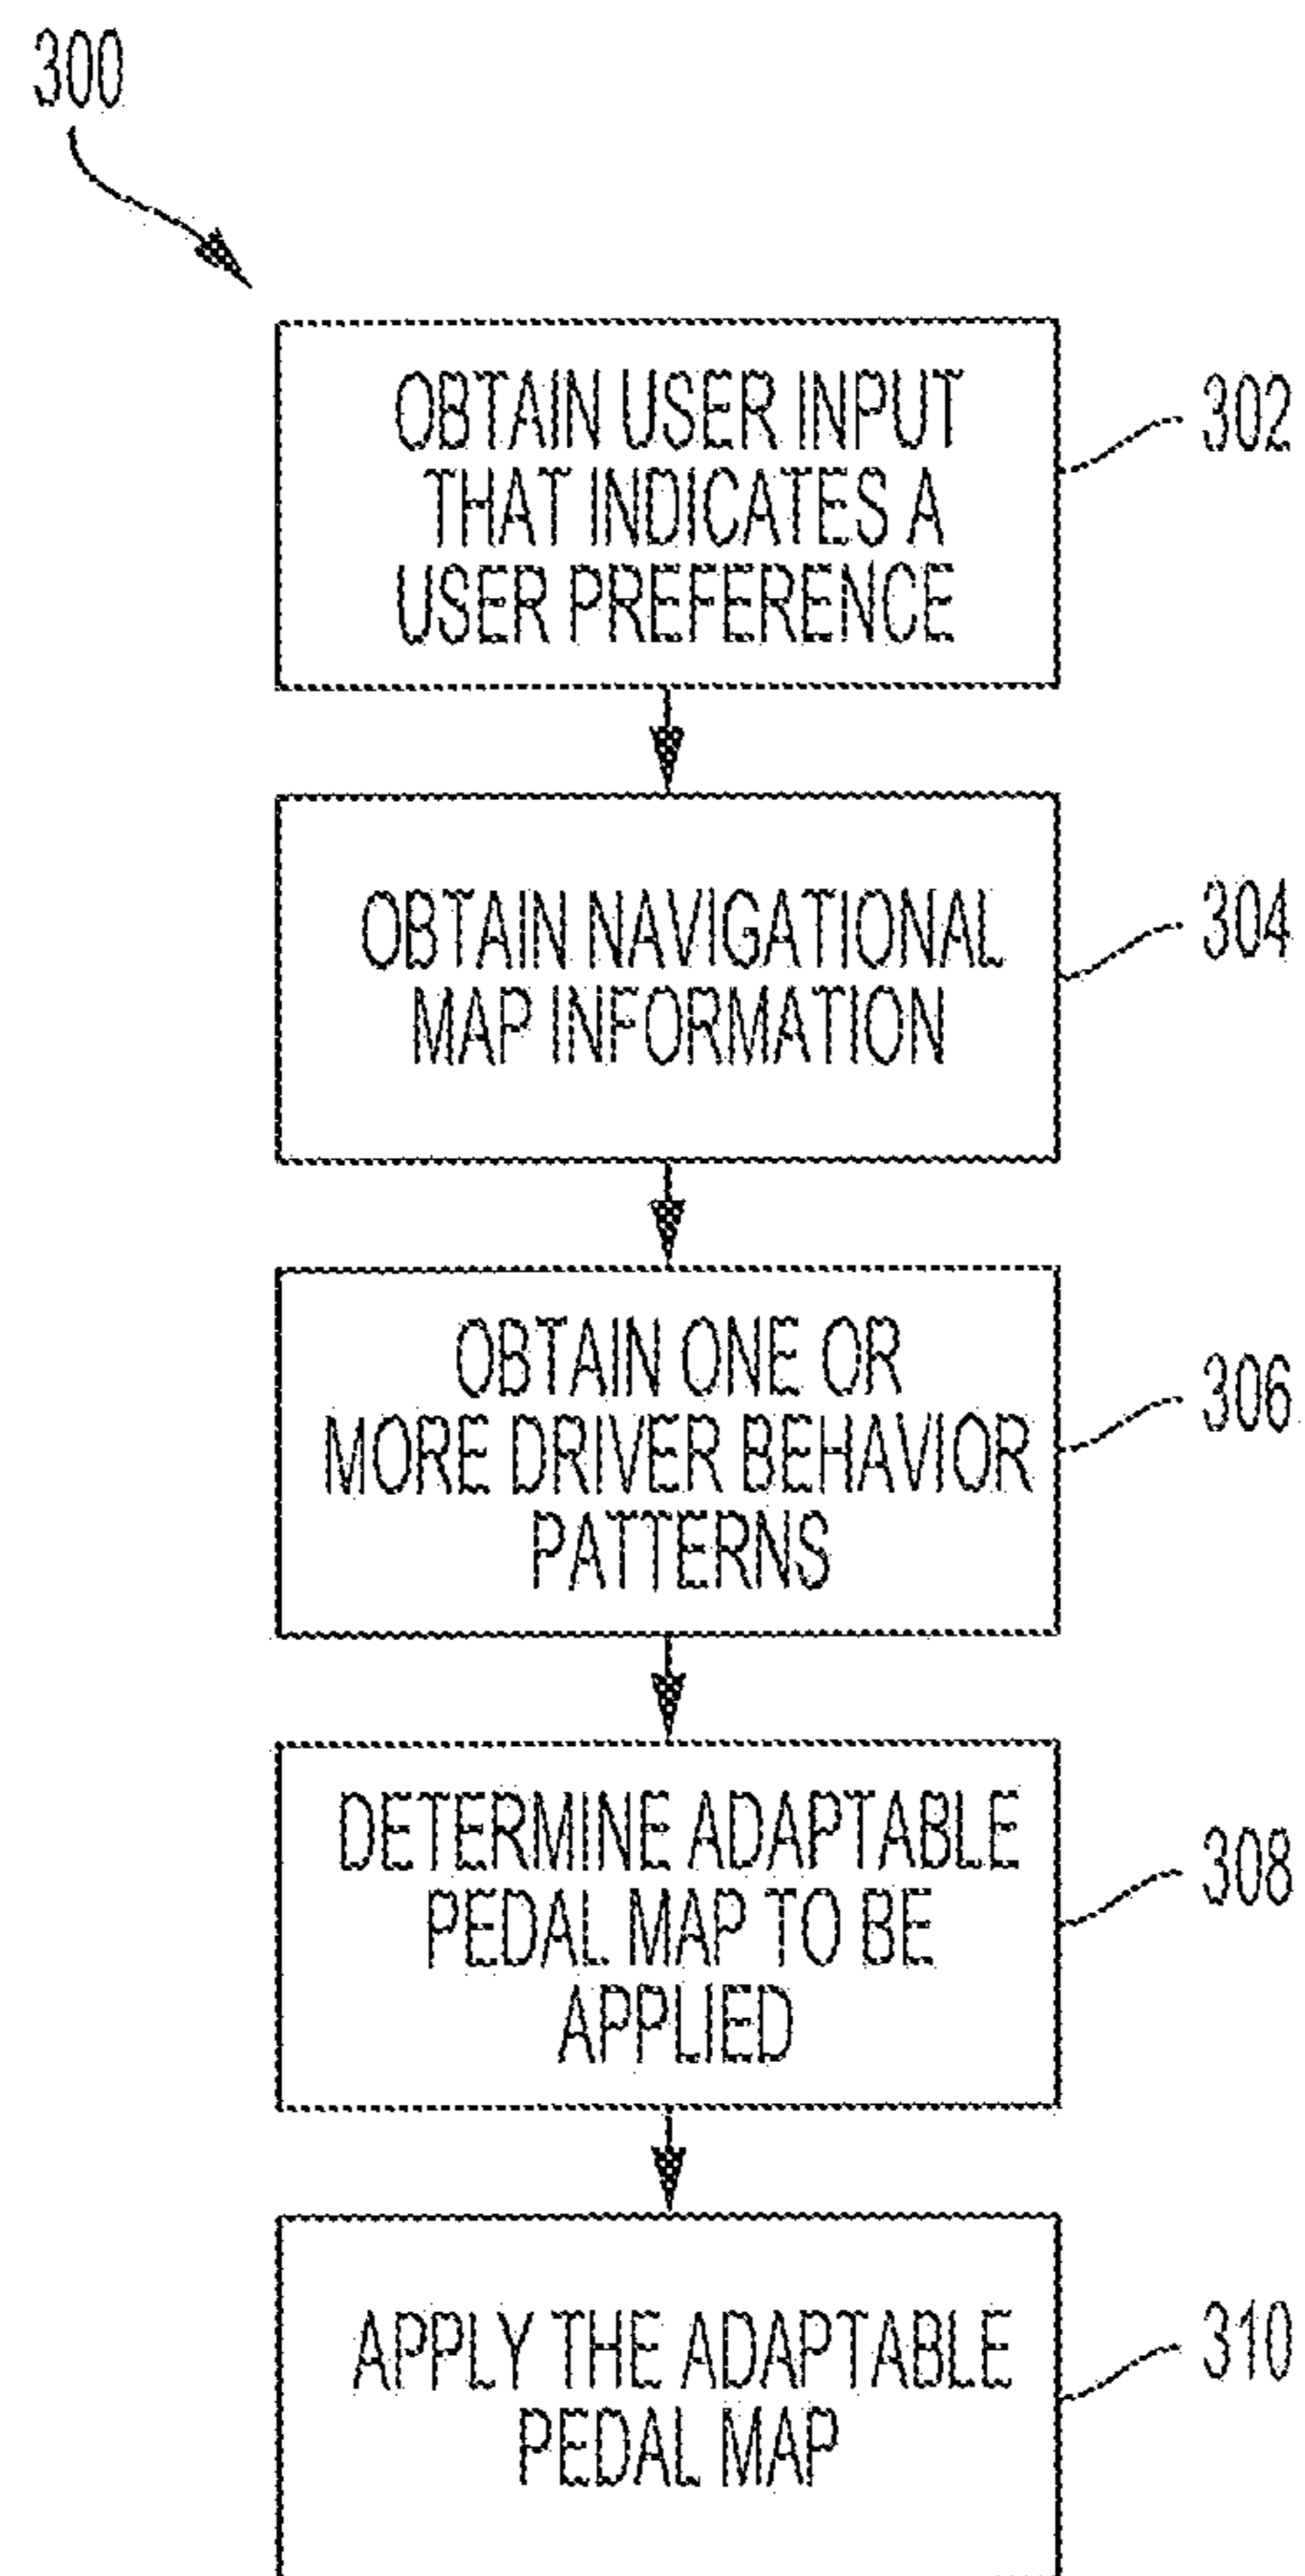 300
OBTAIN USER INPUT
THAT INDICATES A
USER PREFERENCE
302
OBTAIN NAVIGATIONAL
MAP INFORMATION
304
OBTAIN ONE OR
MORE DRIVER BEHAVIOR
PATTERNS
306
DETERMINE ADAPTABLE
PEDAL MAP TO BE
APPLIED
308
APPLY THE ADAPTABLE
PEDAL MAP
310